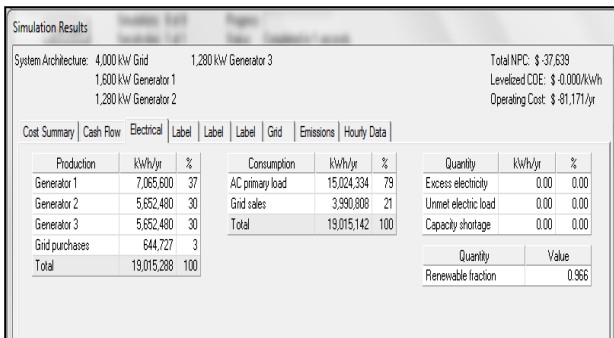 Simulation Results
System Architecture: 4,000 kW Grid 1,280 kW Generator 3 Total NPC: $ -37,639
1,600 kW Generator 1 Levelized COE: $ -0.000/kWh
1,280 kW Generator 2 Operating Cost: $ -81,171/yr
Cost Summary Cash Flow Electrical Label Label Label Grid Emissions Hourly Data
Production kWh/yr %
Generator 1 7,065,600 37
Generator 2 5,652,480 30
Generator 3 5,652,480 30
Grid purchases 644,727 3
Total 19,015,288 100
Consumption kWh/yr %
AC primary load 15,024,334 79
Grid sales 3,990,808 21
Total 19,015,142 100
Quantity kWh/yr %
Excess electricity 0.00 0.00
Unmet electric load 0.00 0.00
Capacity shortage 0.00 0.00
Quantity Value
Renewable fraction 0.966